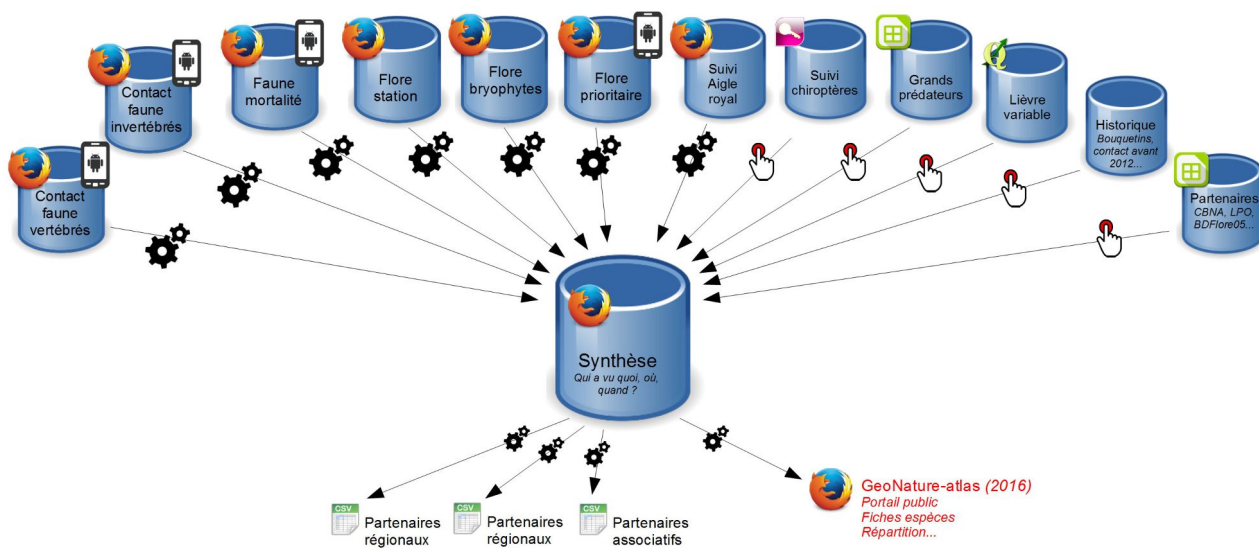 Contact
faune
vertébrés
Contact
faune
invertébrés
Faune
mortalité
Flore
station
Flore
bryophytes
Flore
prioritaire
Suivi
Aigle
royal
Suivi
chiroptères
Grands
prédateurs
Lièvre
variable
Historique
Bouquetins,
contact avant
2012...
Partenaires
CBNA, LPO,
BDFlore05...
Synthèse
Qui a vu quoi, où,
quand ?
CSV
Partenaires
régionaux
CSV
Partenaires
régionaux
CSV
Partenaires
associatifs
GeoNature-atlas (2016)
Portail public
Fiches espèces
Répartition...